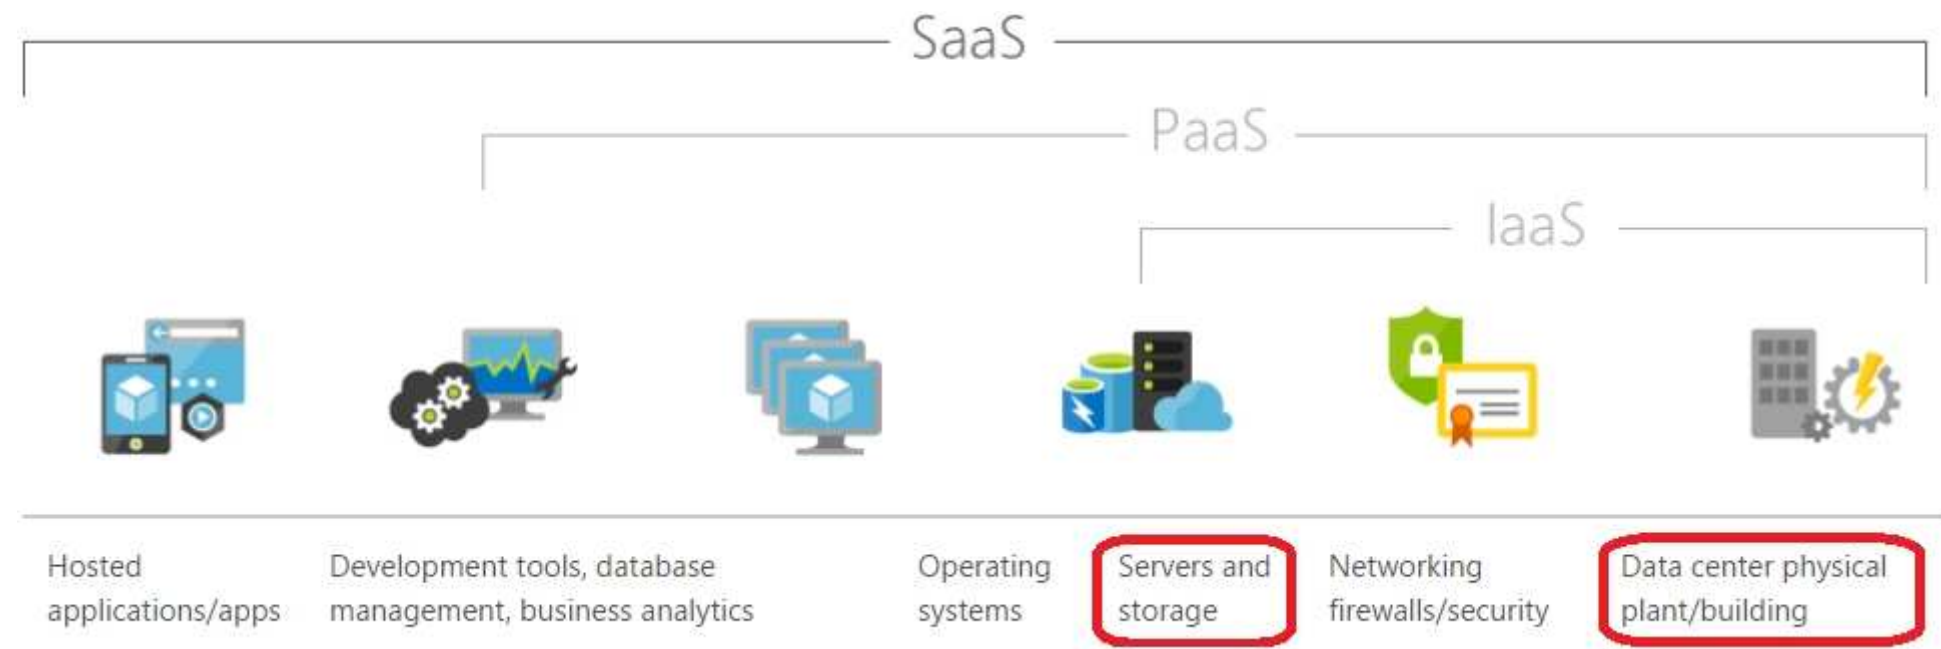 SaaS
PaaS
IaaS
Hosted
applications/apps
Development tools, database
management, business analytics
Operating
systems
Servers and
storage
Networking
firewalls/security
Data center physical
plant/building